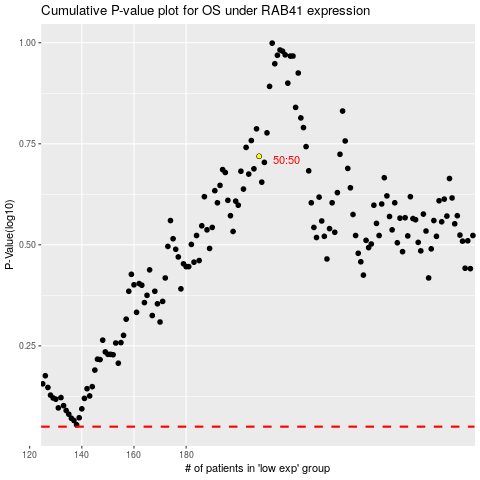 Cumulative P-value plot for OS under RAB41 expression
1.00
0.75
0.50
0.25
P-Value(log10)
50:50
120 140 160 180
# of patients in 'low exp' group